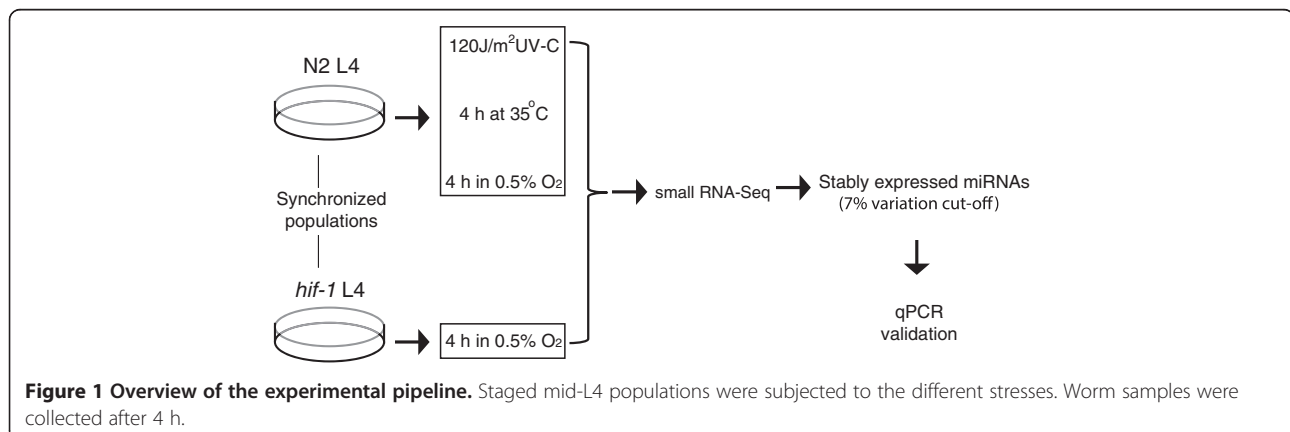 N2 L4
120J/m²UV-C
4 h at 35°C
4 h in 0.5% O₂
Synchronized
populations
hif-1 L4
4 h in 0.5% O₂
small RNA-Seq
Stably expressed miRNAs
(7% variation cut-off)
qPCR
validation
Figure 1 Overview of the experimental pipeline. Staged mid-L4 populations were subjected to the different stresses. Worm samples were
collected after 4 h.